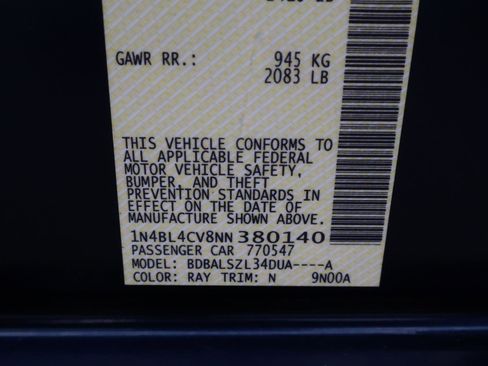 GAWR RR.: 945 KG
2083 LB
THIS VEHICLE CONFORMS TO
ALL APPLICABLE FEDERAL
MOTOR VEHICLE SAFETY,
BUMPER, AND THEFT
PREVENTION STANDARDS IN
EFFECT ON THE DATE OF
MANUFACTURE SHOWN ABOVE.
1N4BL4CV8NN 380140
PASSENGER CAR 770547
MODEL: BDBALSZL34DUA----A
COLOR: RAY TRIM: N 9N00A